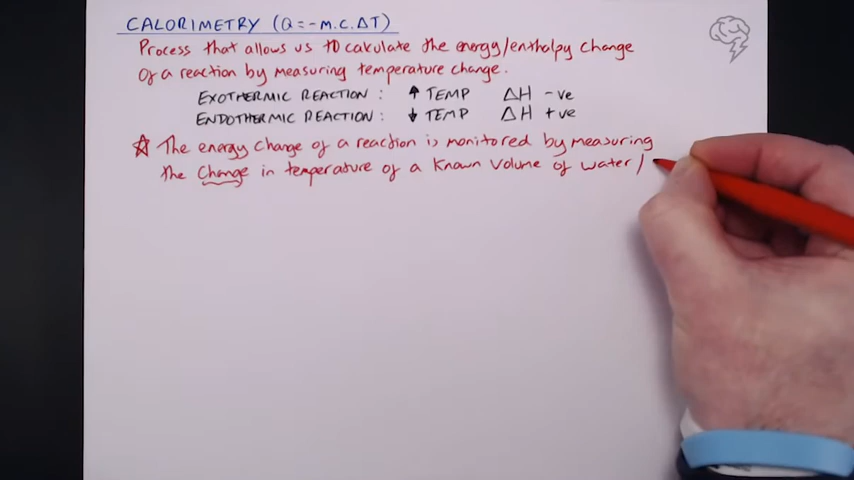 CALORIMETRY (Q = -M.C.ΔT)
Process that allows us to calculate the energy/enthalpy change
of a reaction by measuring temperature change.
EXOTHERMIC REACTION : ↑ TEMP ΔH -ve
ENDOTHERMIC REACTION : ↓ TEMP ΔH +ve
☆ The energy change of a reaction is monitored by measuring
the change in temperature of a known volume of water /